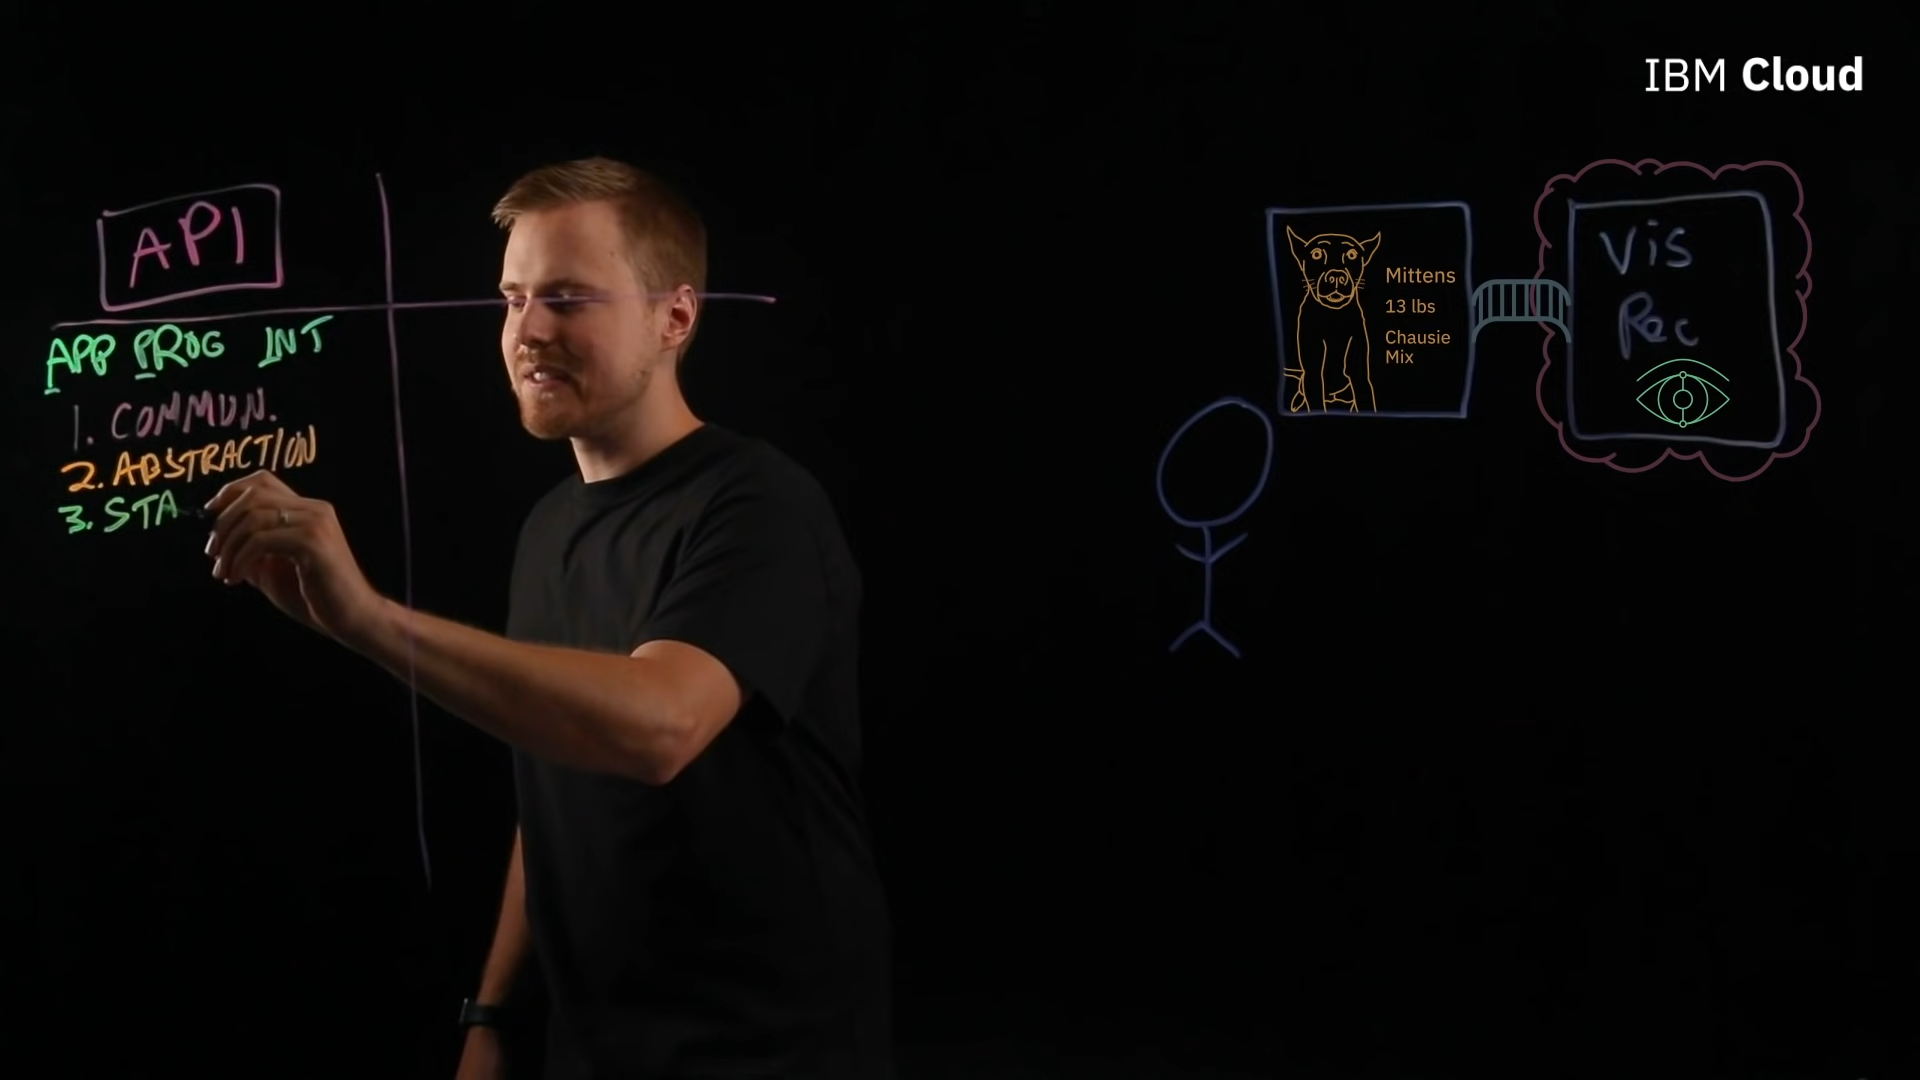 IBM Cloud
API
APP PROG INT
1. COMMUN.
2. ABSTRACTION
3. STA
Mittens
13 lbs
Chausie
Mix
Vis
Rec